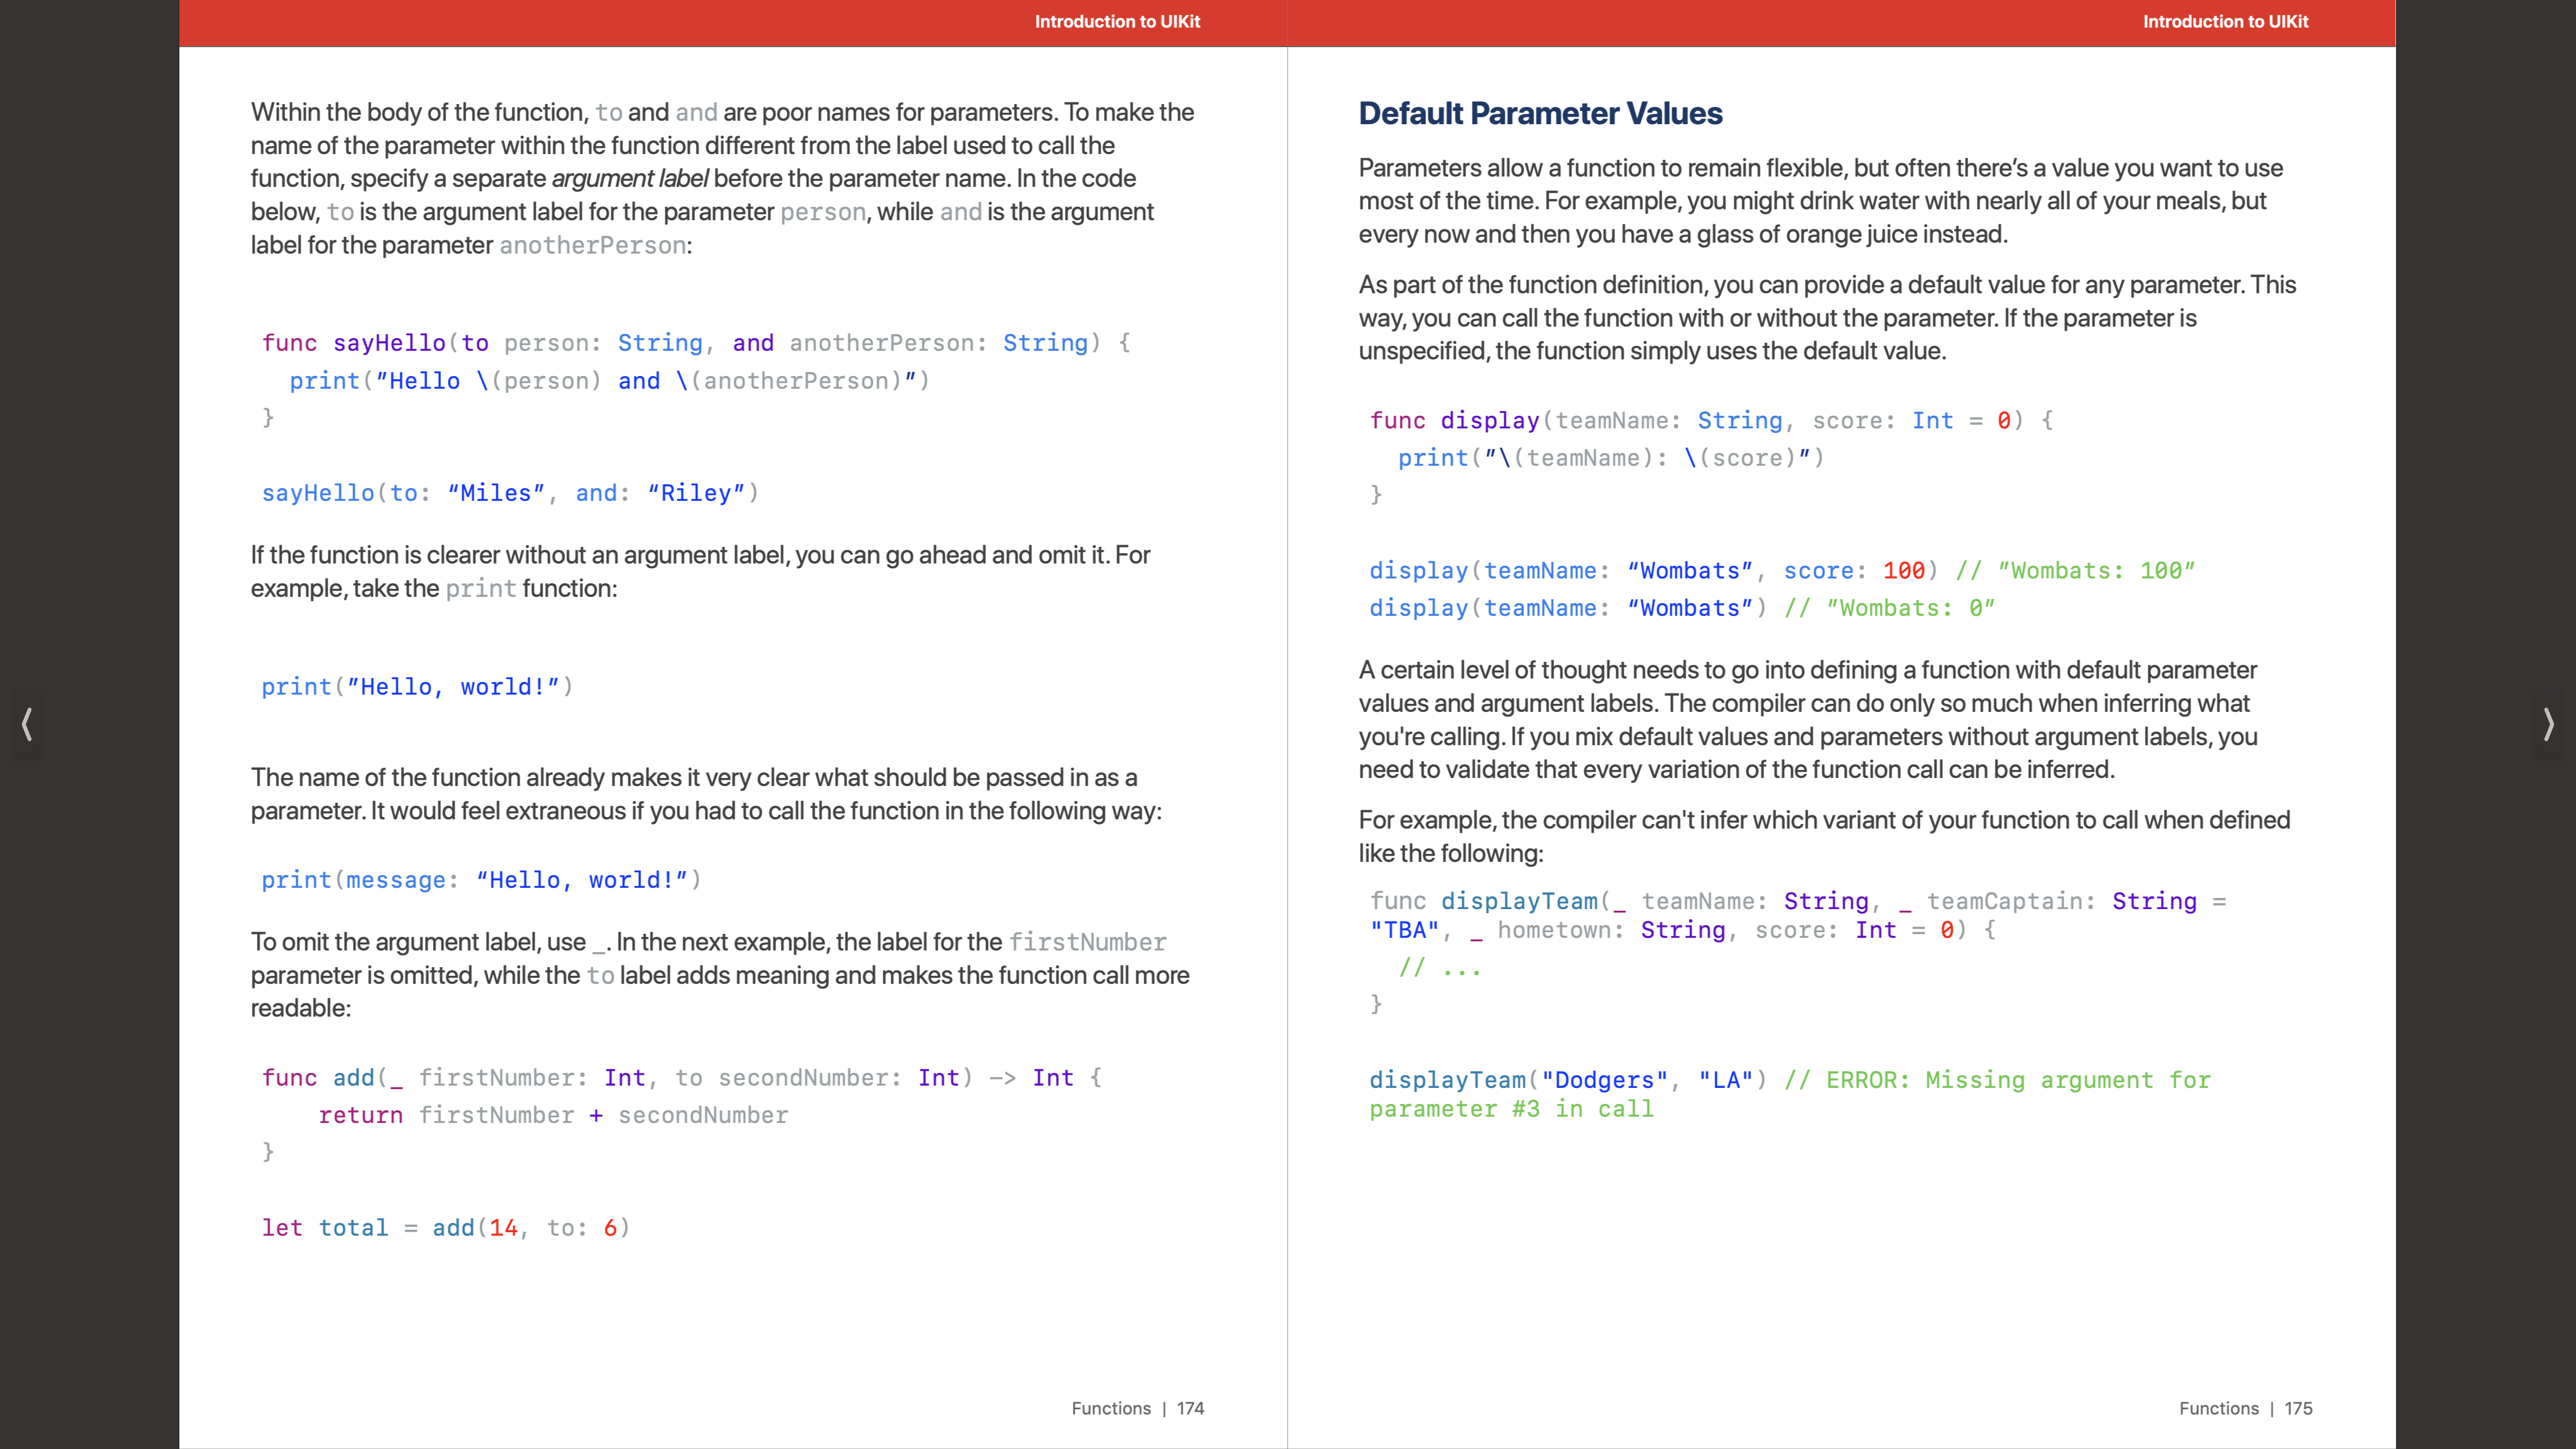 Introduction to UIKit
Within the body of the function, to and and are poor names for parameters. To make the
name of the parameter within the function different from the label used to call the
function, specify a separate argument label before the parameter name. In the code
below, to is the argument label for the parameter person, while and is the argument
label for the parameter anotherPerson:
func sayHello(to person: String, and anotherPerson: String) {
  print(”Hello \(person) and \(anotherPerson)”)
}
sayHello(to: “Miles”, and: “Riley”)
If the function is clearer without an argument label, you can go ahead and omit it. For
example, take the print function:
print(”Hello, world!”)
The name of the function already makes it very clear what should be passed in as a
parameter. It would feel extraneous if you had to call the function in the following way:
print(message: “Hello, world!”)
To omit the argument label, use _. In the next example, the label for the firstNumber
parameter is omitted, while the to label adds meaning and makes the function call more
readable:
func add(_ firstNumber: Int, to secondNumber: Int) -> Int {
    return firstNumber + secondNumber
}
let total = add(14, to: 6)
Functions | 174
Introduction to UIKit
Default Parameter Values
Parameters allow a function to remain flexible, but often there’s a value you want to use
most of the time. For example, you might drink water with nearly all of your meals, but
every now and then you have a glass of orange juice instead.
As part of the function definition, you can provide a default value for any parameter. This
way, you can call the function with or without the parameter. If the parameter is
unspecified, the function simply uses the default value.
func display(teamName: String, score: Int = 0) {
  print(”\(teamName): \(score)”)
}
display(teamName: “Wombats”, score: 100) // ”Wombats: 100”
display(teamName: “Wombats”) // ”Wombats: 0”
A certain level of thought needs to go into defining a function with default parameter
values and argument labels. The compiler can do only so much when inferring what
you're calling. If you mix default values and parameters without argument labels, you
need to validate that every variation of the function call can be inferred.
For example, the compiler can't infer which variant of your function to call when defined
like the following:
func displayTeam(_ teamName: String, _ teamCaptain: String =
"TBA", _ hometown: String, score: Int = 0) {
  // ...
}
displayTeam("Dodgers", "LA") // ERROR: Missing argument for
parameter #3 in call
Functions | 175